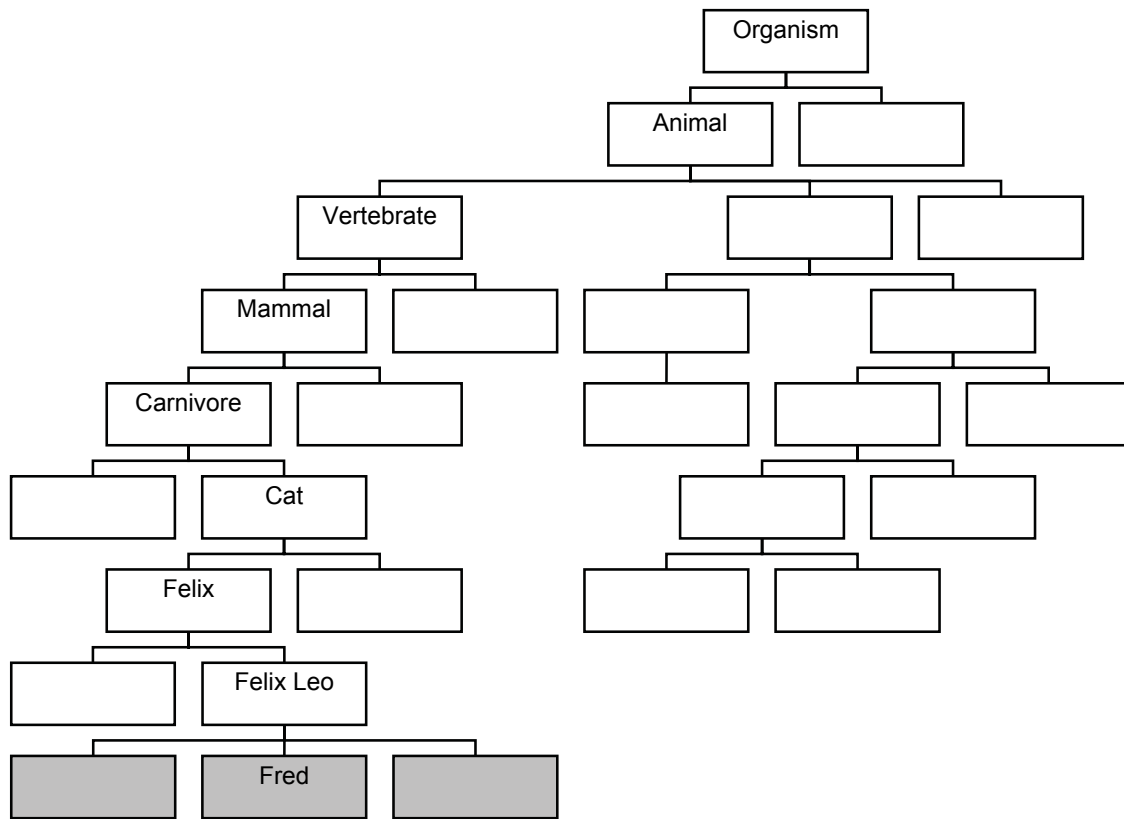 Organism
Animal
Vertebrate
Mammal
Carnivore
Cat
Felix
Felix Leo
Fred